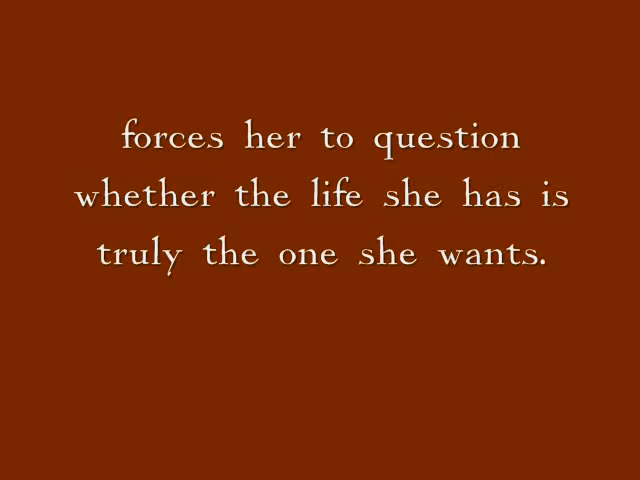 forces her to question
whether the life she has is
truly the one she wants.